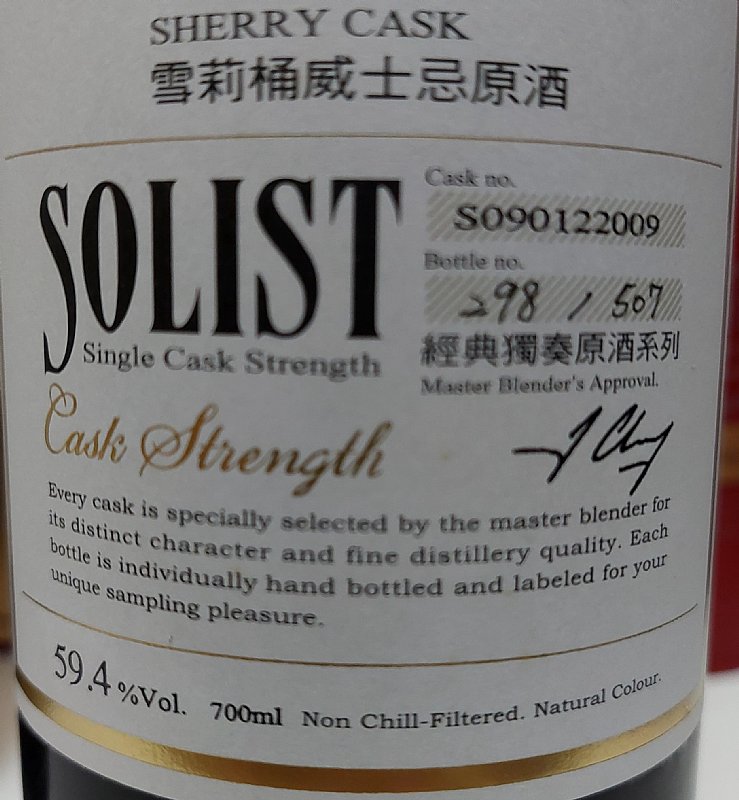 SHERRY CASK
雪莉桶威士忌原酒
SOLIST
Single Cask Strength
Cask no.
S090122009
Bottle no.
298 / 507
經典獨奏原酒系列
Master Blender's Approval.
Cask Strength
Every cask is specially selected by the master blender for
its distinct character and fine distillery quality. Each
bottle is individually hand bottled and labeled for your
unique sampling pleasure.
59.4 %Vol. 700ml Non Chill-Filtered. Natural Colour.